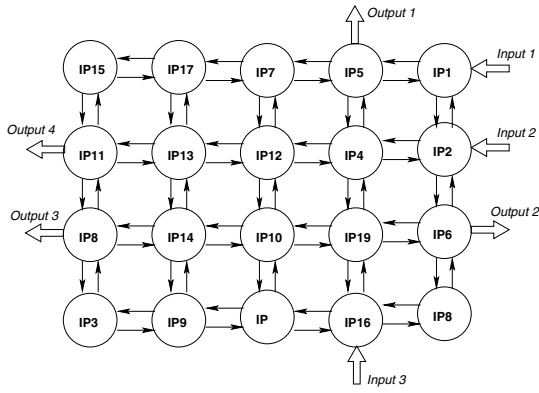 Output 1
Input 1
IP15 IP17 IP7 IP5 IP1
Output 4
Input 2
IP11 IP13 IP12 IP4 IP2
Output 3
Output 2
IP8 IP14 IP10 IP19 IP6
IP3 IP9 IP IP16 IP8
Input 3